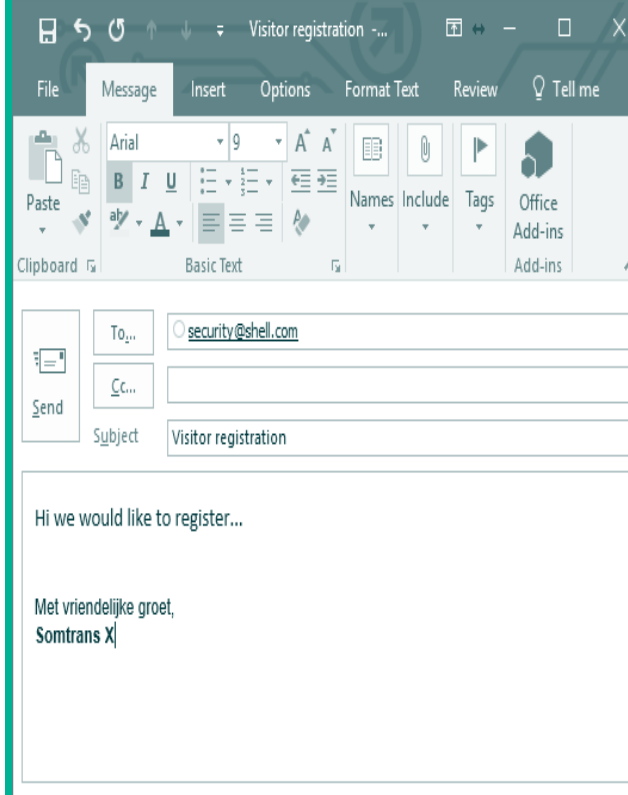 Visitor registration -...
File Message Insert Options Format Text Review Tell me
Arial 9 A A
Paste B I U Names Include Tags Office Add-ins
ab A
Clipboard Basic Text Add-ins
To... security@shell.com
Cc...
Send
Subject Visitor registration
Hi we would like to register...
Met vriendelijke groet,
Somtrans X